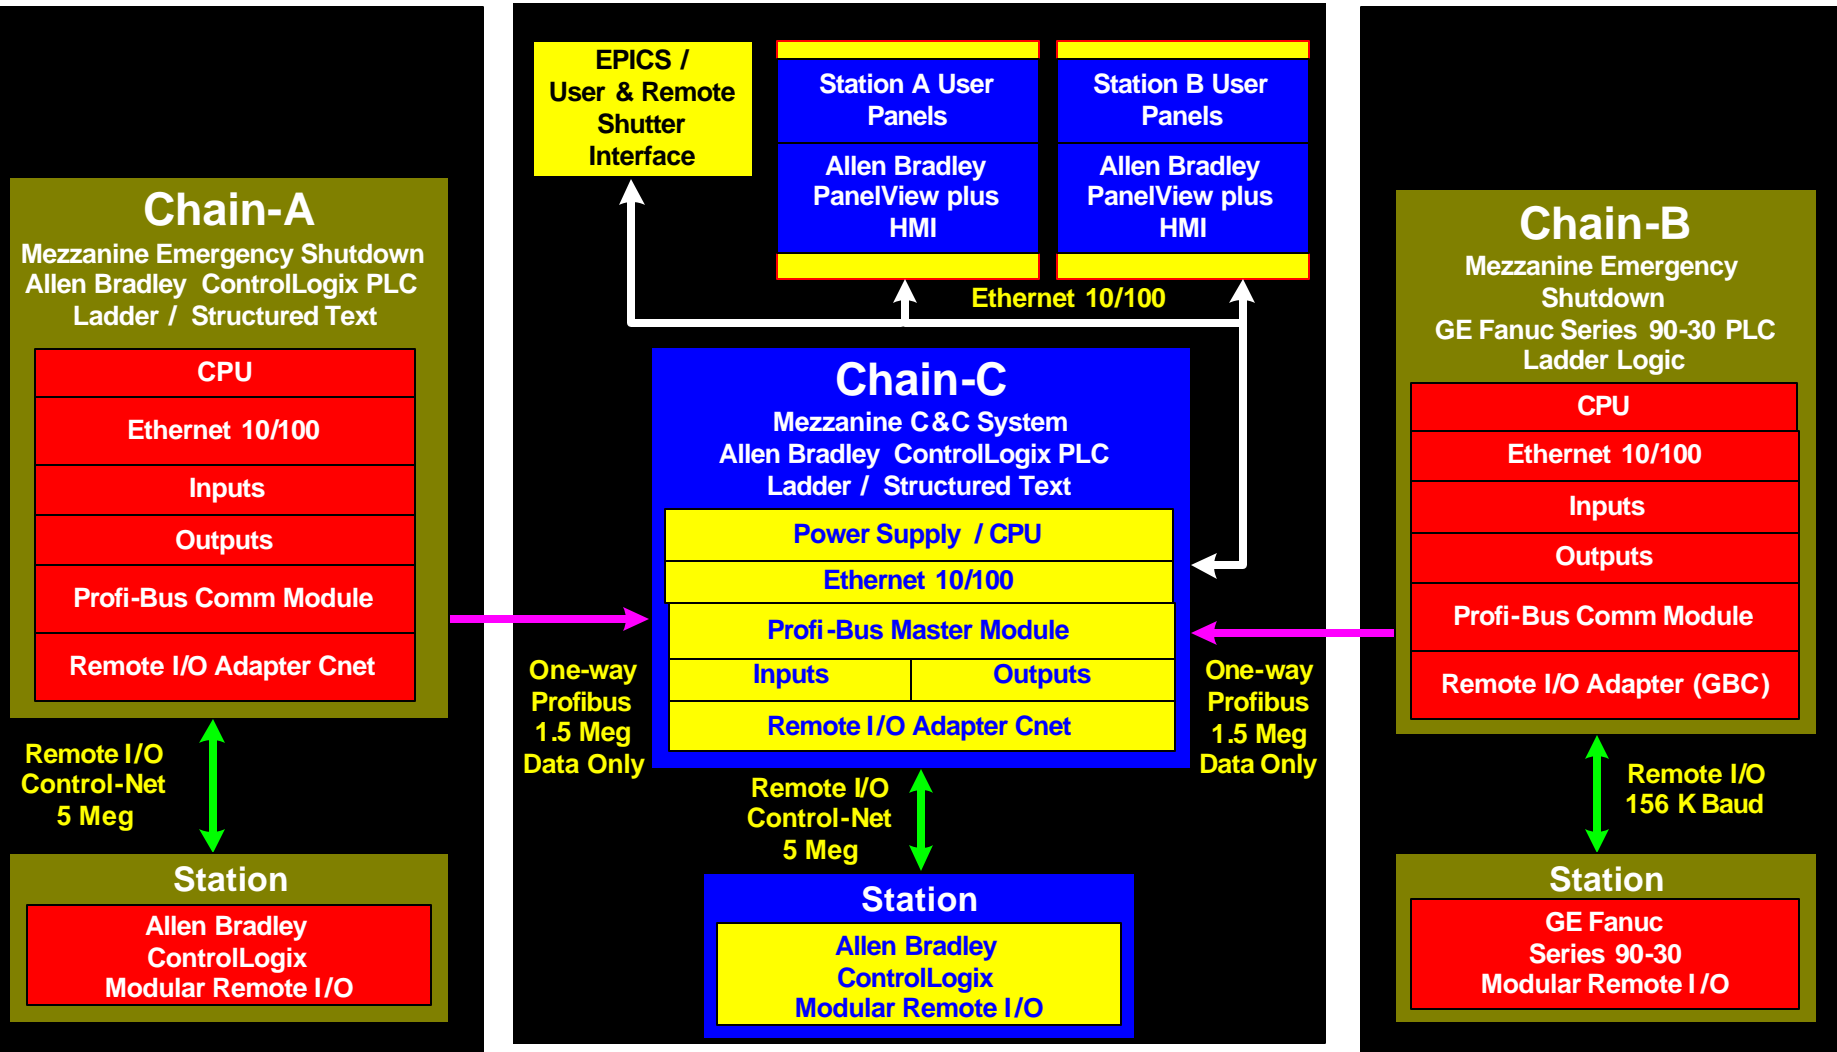 Chain-A
Mezzanine Emergency Shutdown
Allen Bradley ControlLogix PLC
Ladder / Structured Text
CPU
Ethernet 10/100
Inputs
Outputs
Profi-Bus Comm Module
Remote I/O Adapter Cnet
Remote I/O
Control-Net
5 Meg
Station
Allen Bradley
ControlLogix
Modular Remote I/O
EPICS /
User & Remote
Shutter
Interface
Station A User
Panels
Allen Bradley
PanelView plus
HMI
Station B User
Panels
Allen Bradley
PanelView plus
HMI
Ethernet 10/100
Chain-C
Mezzanine C&C System
Allen Bradley ControlLogix PLC
Ladder / Structured Text
Power Supply / CPU
Ethernet 10/100
Profi-Bus Master Module
Inputs
Outputs
Remote I/O Adapter Cnet
One-way
Profibus
1.5 Meg
Data Only
One-way
Profibus
1.5 Meg
Data Only
Remote I/O
Control-Net
5 Meg
Station
Allen Bradley
ControlLogix
Modular Remote I/O
Chain-B
Mezzanine Emergency
Shutdown
GE Fanuc Series 90-30 PLC
Ladder Logic
CPU
Ethernet 10/100
Inputs
Outputs
Profi-Bus Comm Module
Remote I/O Adapter (GBC)
Remote I/O
156 K Baud
Station
GE Fanuc
Series 90-30
Modular Remote I/O